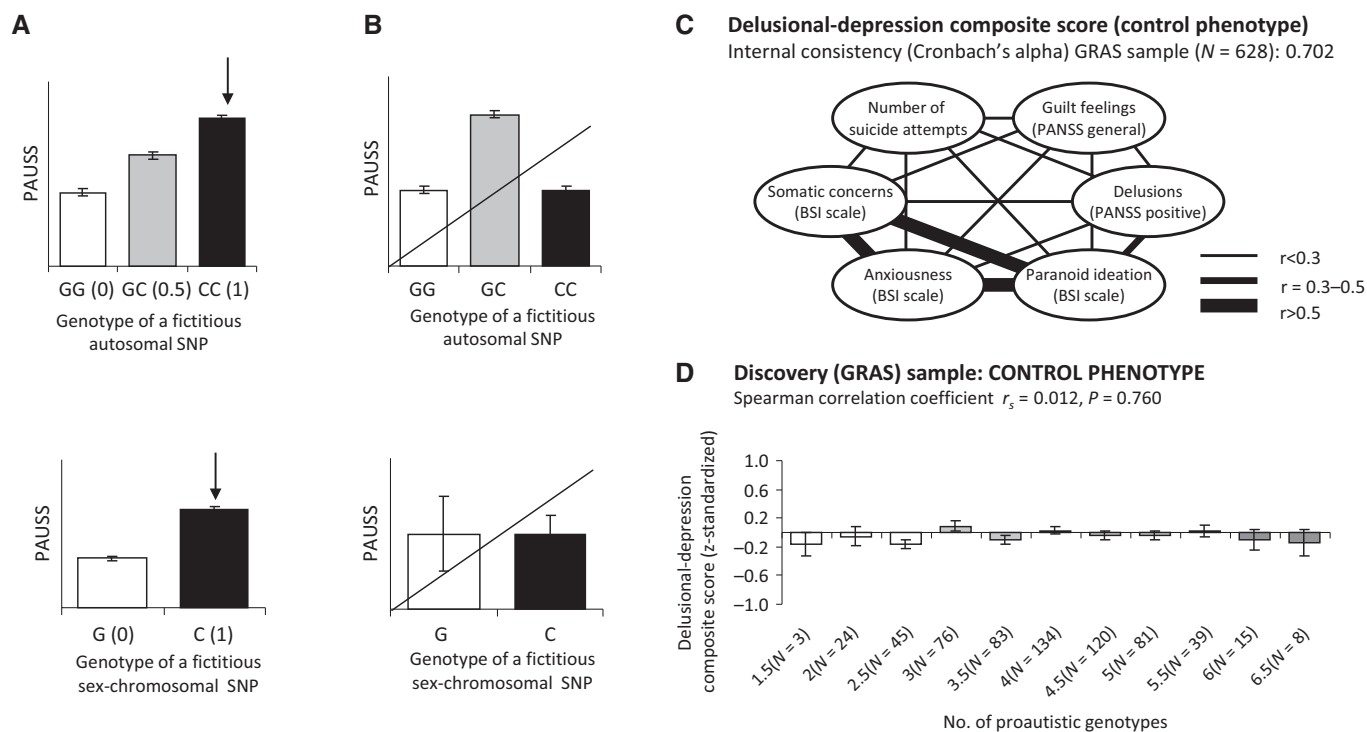 A
PAUSS
GG (0) GC (0.5) CC (1)
Genotype of a fictitious
autosomal SNP
PAUSS
G (0) C (1)
Genotype of a fictitious
sex-chromosomal SNP
B
PAUSS
GG GC CC
Genotype of a fictitious
autosomal SNP
PAUSS
G C
Genotype of a fictitious
sex-chromosomal SNP
C Delusional-depression composite score (control phenotype)
Internal consistency (Cronbach's alpha) GRAS sample (N = 628): 0.702
Number of
suicide attempts
Guilt feelings
(PANSS general)
Somatic concerns
(BSI scale)
Delusions
(PANSS positive)
Anxiousness
(BSI scale)
Paranoid ideation
(BSI scale)
r<0.3
r = 0.3–0.5
r>0.5
D Discovery (GRAS) sample: CONTROL PHENOTYPE
Spearman correlation coefficient rs = 0.012, P = 0.760
Delusional-depression
composite score (z-standardized)
1.0
0.6
0.2
–0.2
–0.6
–1.0
1.5(N = 3)
2(N = 24)
2.5(N = 45)
3(N = 76)
3.5(N = 83)
4(N = 134)
4.5(N = 120)
5(N = 81)
5.5(N = 39)
6(N = 15)
6.5(N = 8)
No. of proautistic genotypes